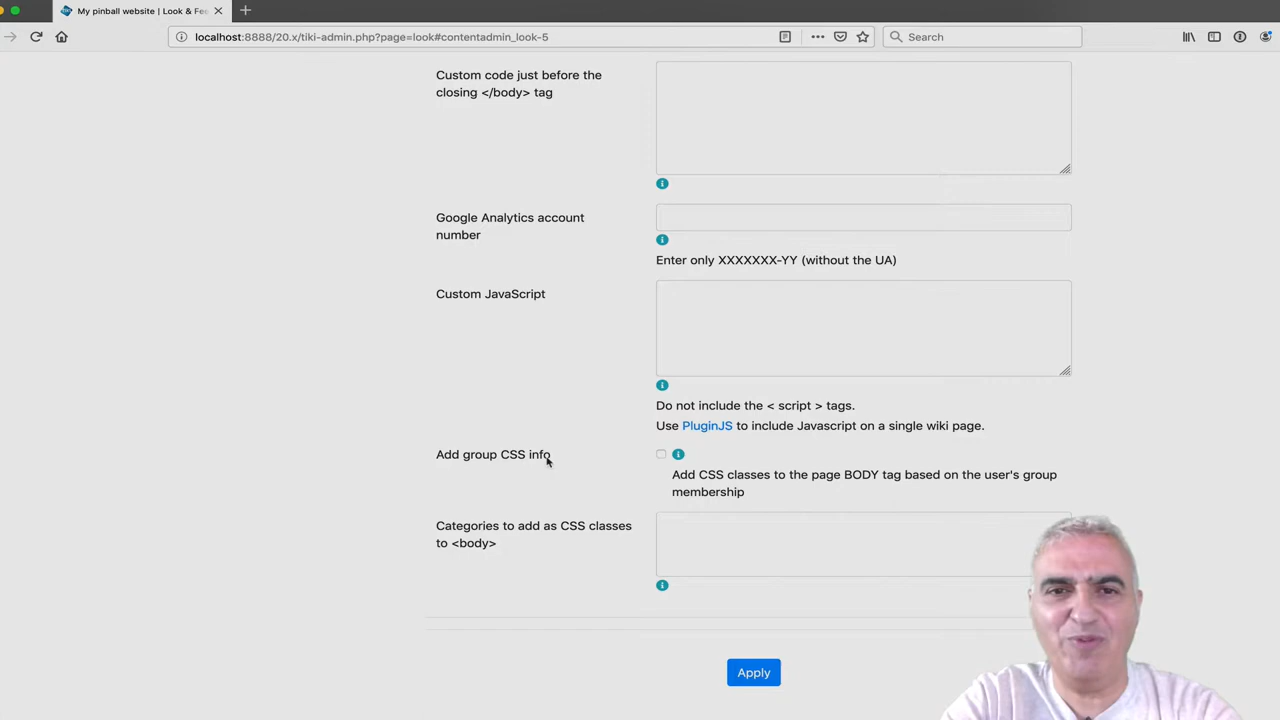 My pinball website | Look & Fee
localhost:8888/20.x/tiki-admin.php?page=look#contentadmin_look-5
Search
Custom code just before the
closing </body> tag
Google Analytics account
number
Enter only XXXXXXX-YY (without the UA)
Custom JavaScript
Do not include the < script > tags.
Use PluginJS to include Javascript on a single wiki page.
Add group CSS info
Add CSS classes to the page BODY tag based on the user's group
membership
Categories to add as CSS classes
to <body>
Apply